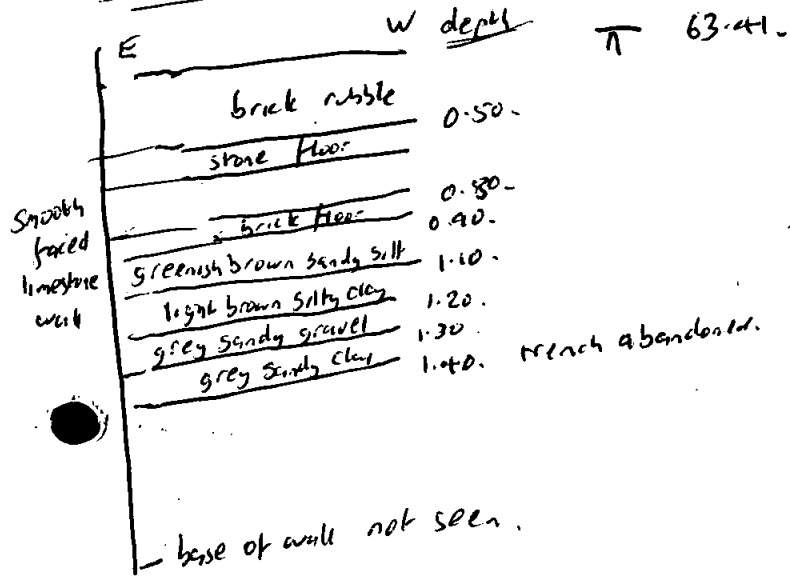 E W depth 63.41.
brick rubble
0.50.
stone floor
0.80.
brick floor 0.90.
Smooth
faced
limestone
wall
greenish brown sandy silt 1.10.
light brown silty clay 1.20.
grey sandy gravel 1.30.
grey sandy clay 1.40. trench abandoned.
base of wall not seen.